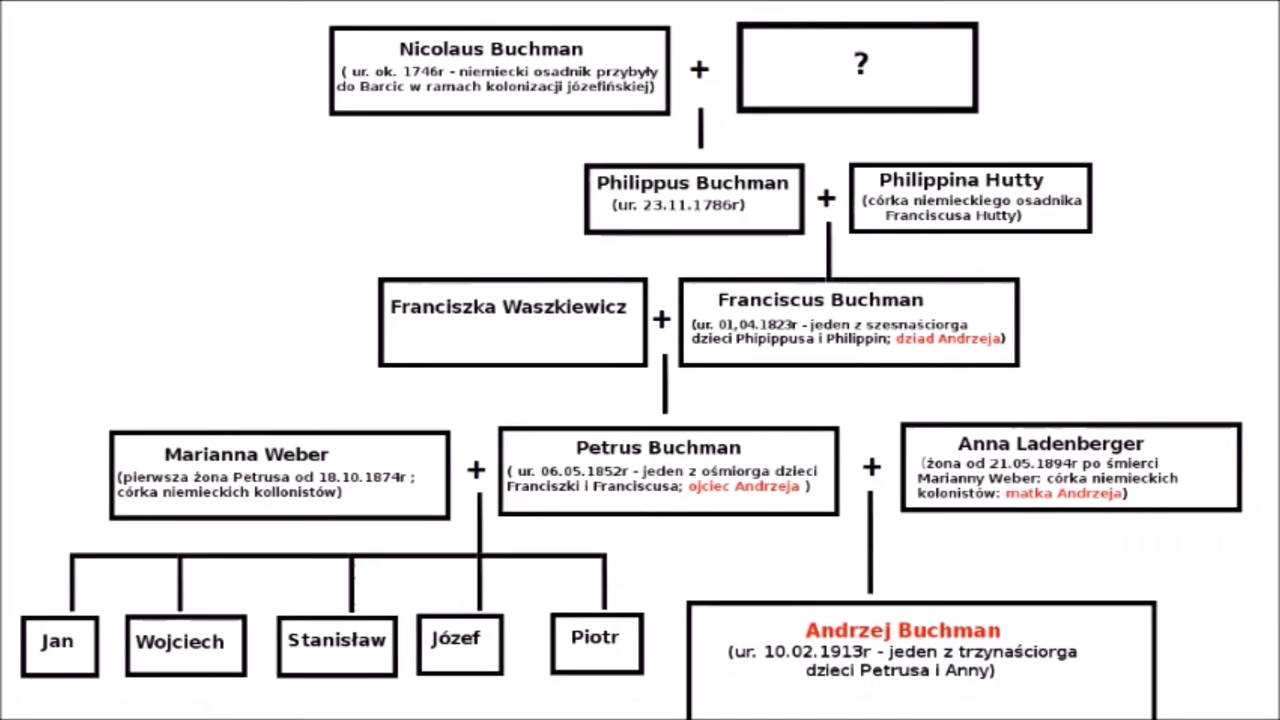 Nicolaus Buchman
( ur. ok. 1746r - niemiecki osadnik przybyły
do Barcic w ramach kolonizacji józefińskiej)
+
?
Philippus Buchman
(ur. 23.11.1786r)
+
Philippina Hutty
(córka niemieckiego osadnika
Franciscusa Hutty)
Franciszka Waszkiewicz
+
Franciscus Buchman
(ur. 01,04.1823r - jeden z szesnaściorga
dzieci Phipippusa i Philippin; dziad Andrzeja)
Marianna Weber
(pierwsza żona Petrusa od 18.10.1874r ;
córka niemieckich kollonistów)
+
Petrus Buchman
( ur. 06.05.1852r - jeden z ośmiorga dzieci
Franciszki i Franciscusa; ojciec Andrzeja )
+
Anna Ladenberger
(żona od 21.05.1894r po śmierci
Marianny Weber: córka niemieckich
kolonistów: matka Andrzeja)
Jan
Wojciech
Stanisław
Józef
Piotr
Andrzej Buchman
(ur. 10.02.1913r - jeden z trzynaściorga
dzieci Petrusa i Anny)